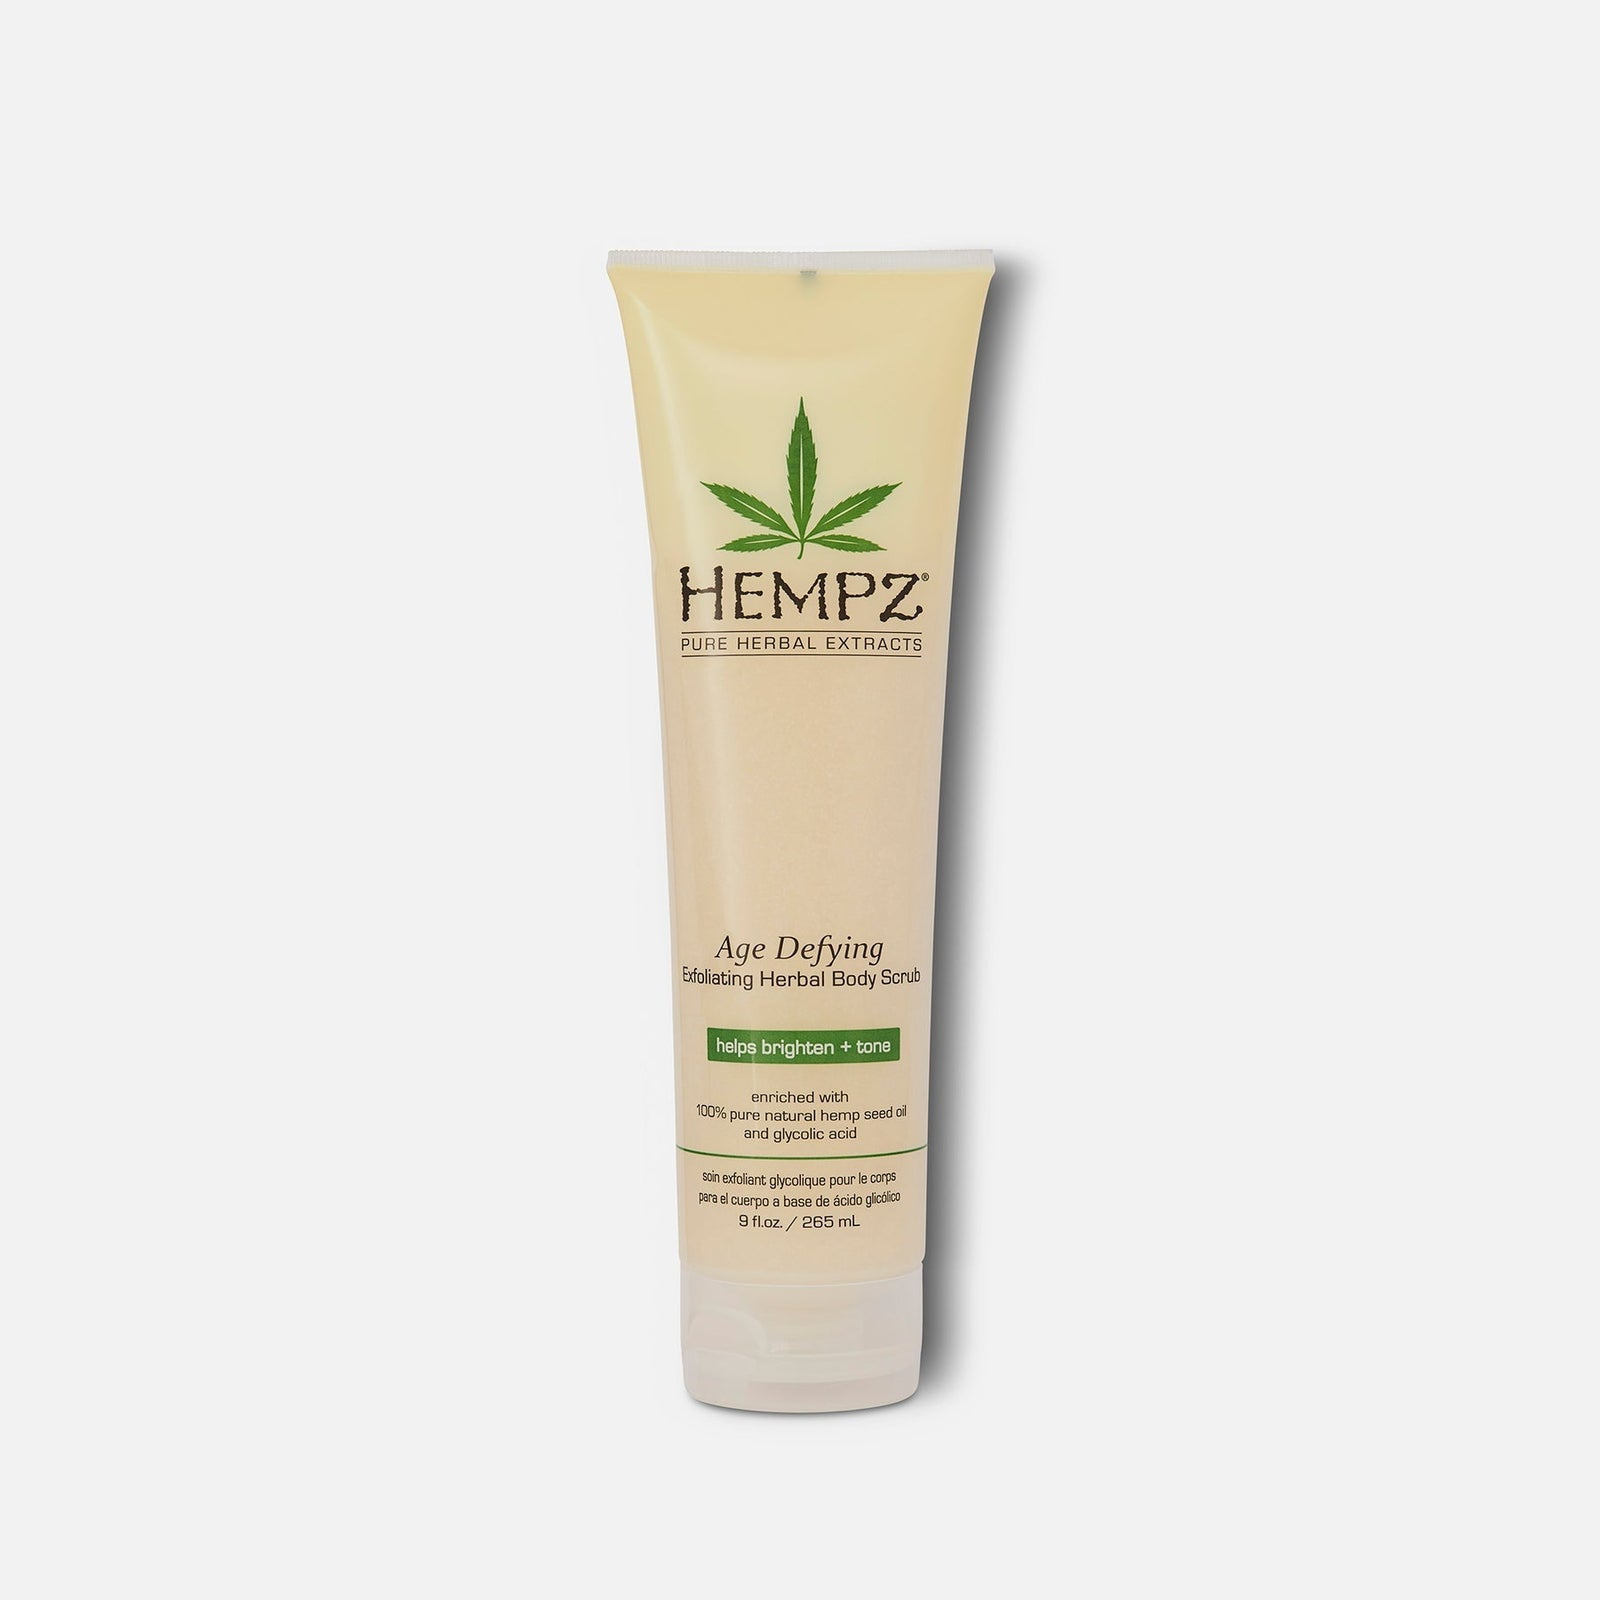 HEMPZ®
PURE HERBAL EXTRACTS
Age Defying
Exfoliating Herbal Body Scrub
helps brighten + tone
enriched with
100% pure natural hemp seed oil
and glycolic acid
soin exfoliant glycolique pour le corps
para el cuerpo a base de ácido glicólico
9 fl.oz. / 265 mL